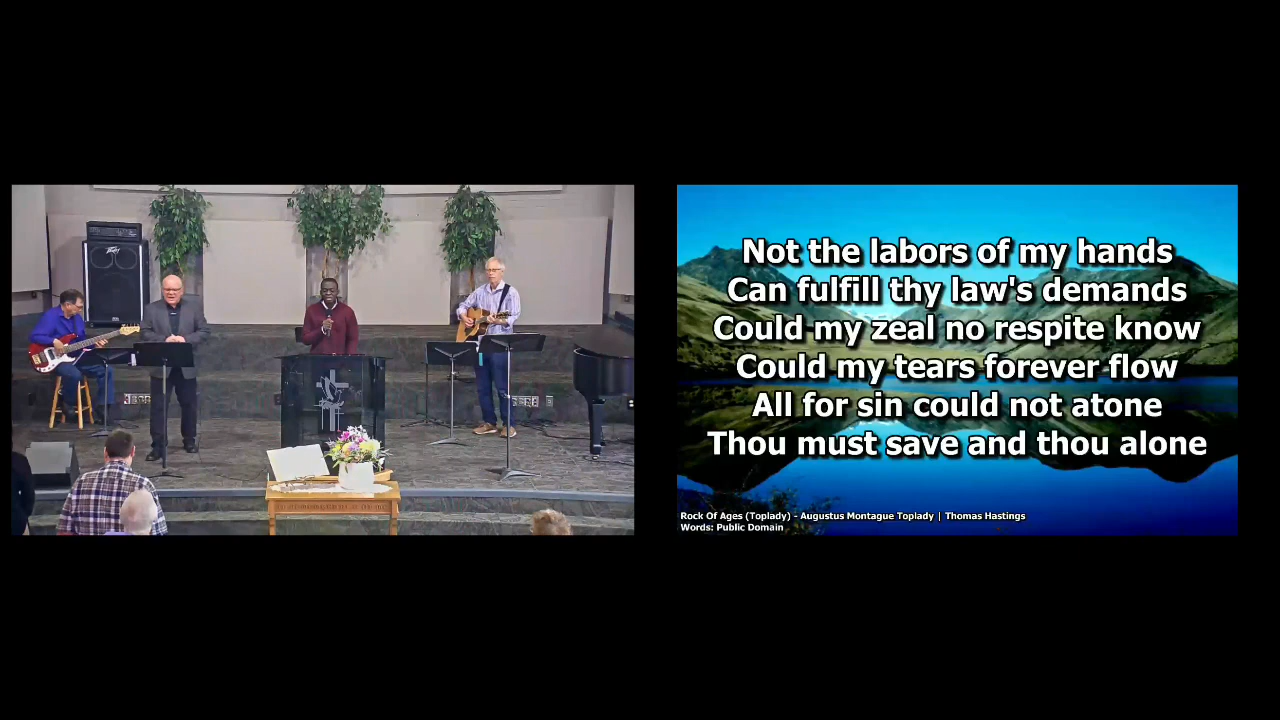 PEAVEY
Not the labors of my hands
Can fulfill thy law's demands
Could my zeal no respite know
Could my tears forever flow
All for sin could not atone
Thou must save and thou alone
Rock Of Ages (Toplady) - Augustus Montague Toplady | Thomas Hastings
Words: Public Domain